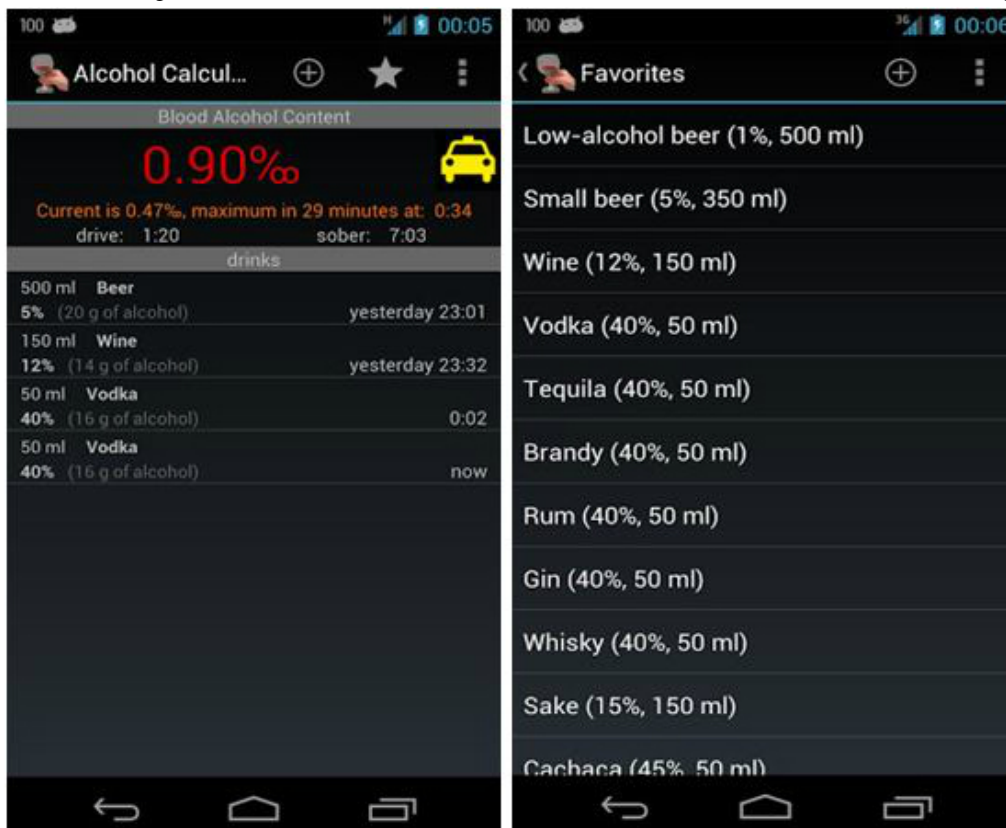 100 H 00:05
Alcohol Calcul...
Blood Alcohol Content
0.90‰
Current is 0.47‰, maximum in 29 minutes at: 0:34
drive: 1:20 sober: 7:03
drinks
500 ml Beer
5% (20 g of alcohol) yesterday 23:01
150 ml Wine
12% (14 g of alcohol) yesterday 23:32
50 ml Vodka
40% (16 g of alcohol) 0:02
50 ml Vodka
40% (16 g of alcohol) now
100 3G 00:06
Favorites
Low-alcohol beer (1%, 500 ml)
Small beer (5%, 350 ml)
Wine (12%, 150 ml)
Vodka (40%, 50 ml)
Tequila (40%, 50 ml)
Brandy (40%, 50 ml)
Rum (40%, 50 ml)
Gin (40%, 50 ml)
Whisky (40%, 50 ml)
Sake (15%, 150 ml)
Cachaca (45%, 50 ml)